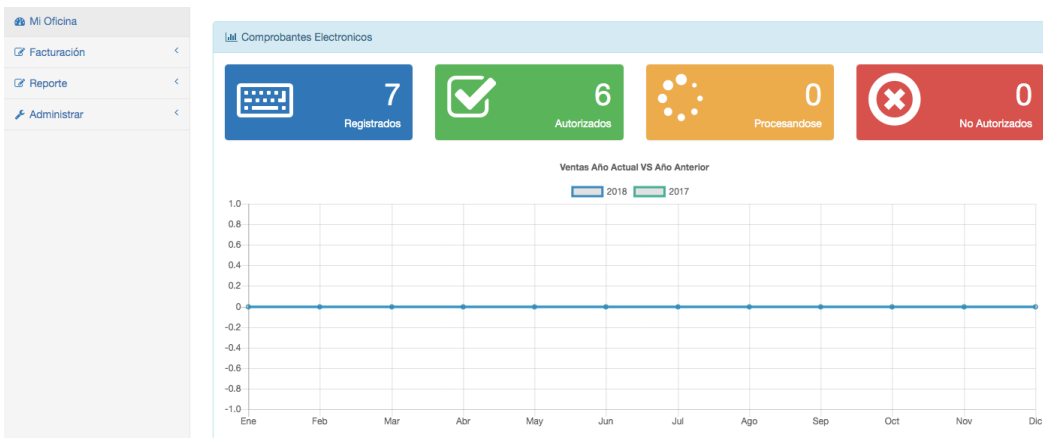 Mi Oficina
Facturación
Reporte
Administrar
Comprobantes Electronicos
7
Registrados
6
Autorizados
0
Procesandose
0
No Autorizados
Ventas Año Actual VS Año Anterior
2018 2017
1.0
0.8
0.6
0.4
0.2
0
-0.2
-0.4
-0.6
-0.8
-1.0
Ene Feb Mar Abr May Jun Jul Ago Sep Oct Nov Dic